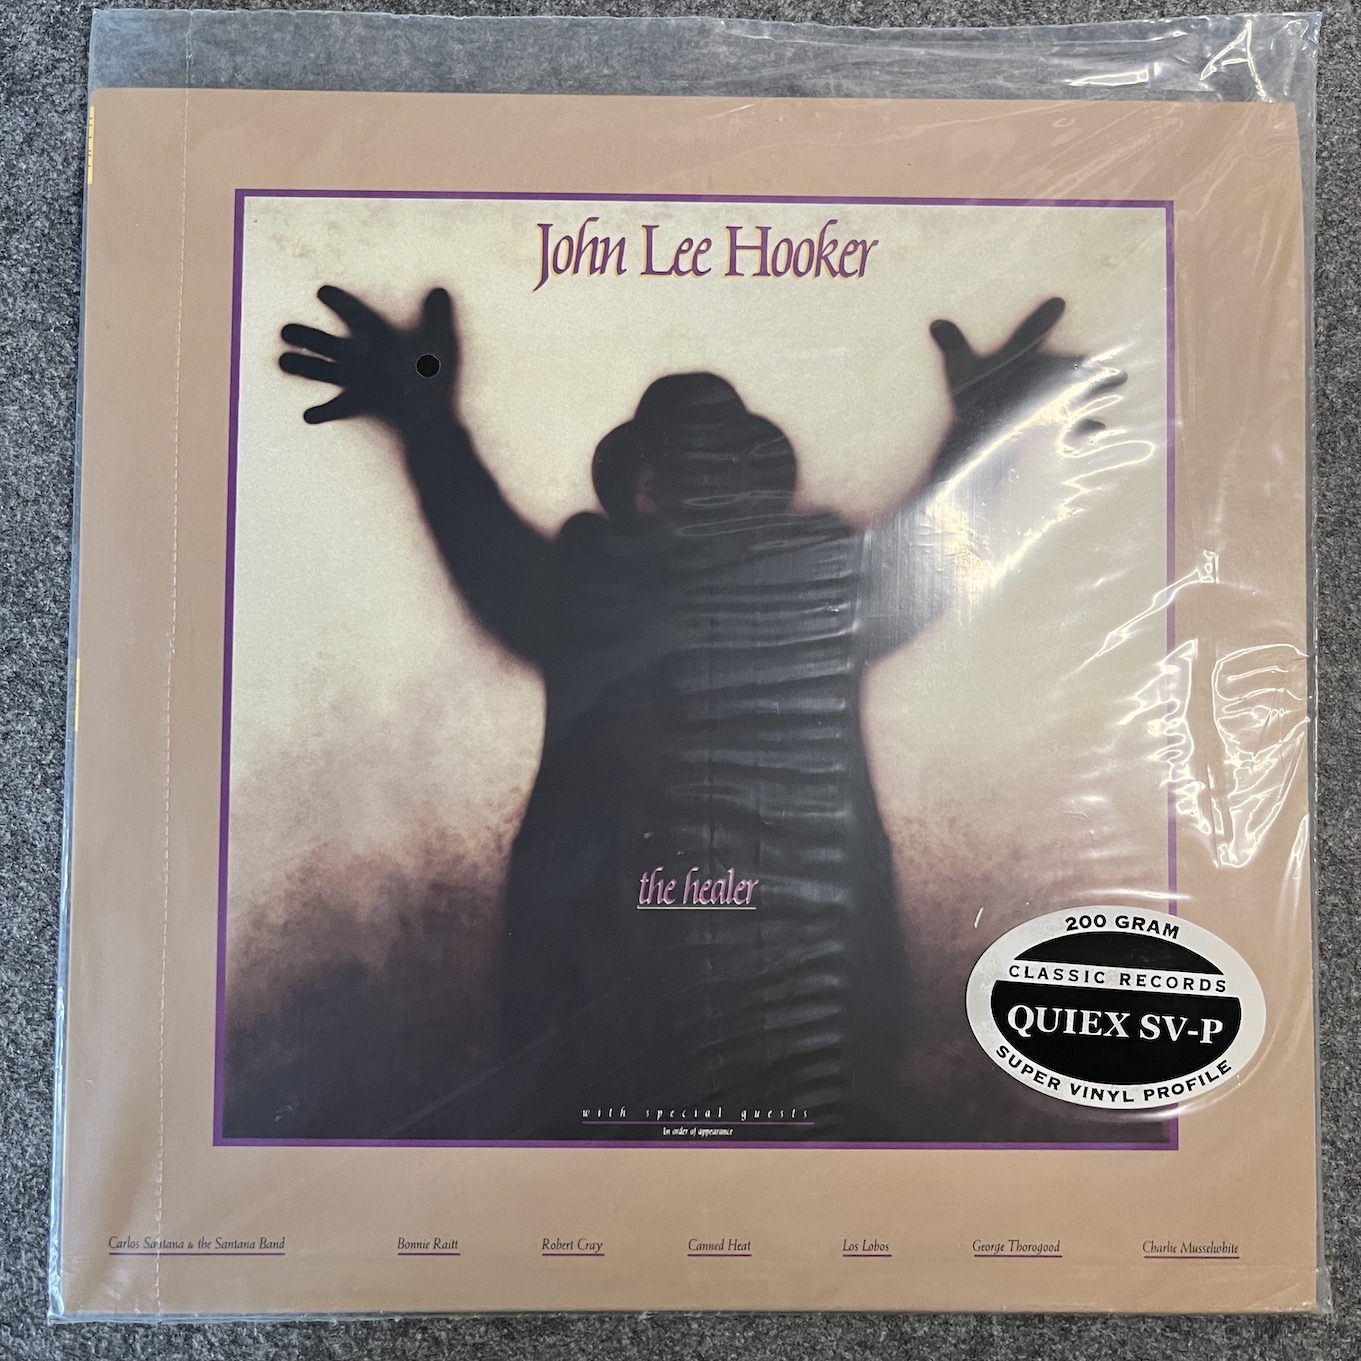 John Lee Hooker
the healer
200 GRAM
CLASSIC RECORDS
QUIEX SV-P
SUPER VINYL PROFILE
with special guests
In order of appearance
Carlos Santana & the Santana Band
Bonnie Raitt
Robert Cray
Canned Heat
Los Lobos
George Thorogood
Charlie Musselwhite